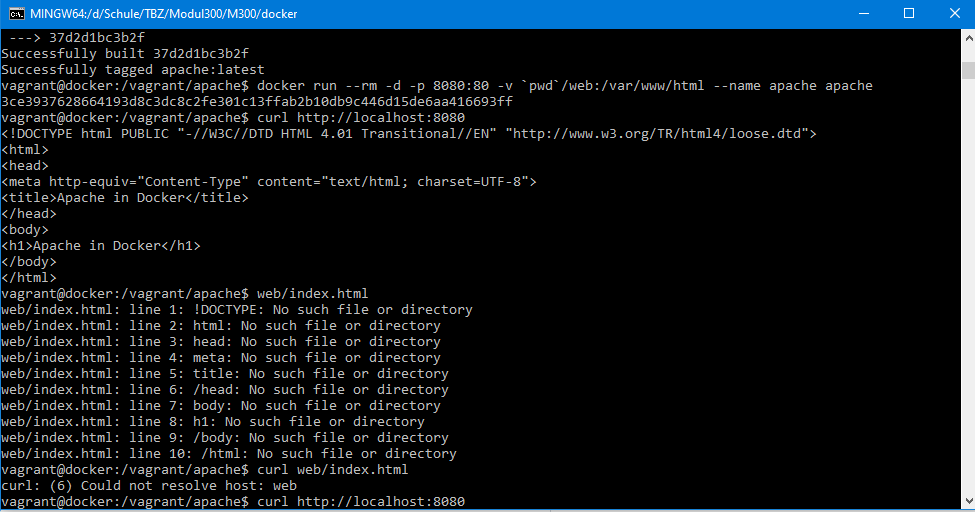 MINGW64:/d/Schule/TBZ/Modul300/M300/docker
---> 37d2d1bc3b2f
Successfully built 37d2d1bc3b2f
Successfully tagged apache:latest
vagrant@docker:/vagrant/apache$ docker run --rm -d -p 8080:80 -v `pwd`/web:/var/www/html --name apache apache
3ce3937628664193d8c3dc8c2fe301c13ffab2b10db9c446d15de6aa416693ff
vagrant@docker:/vagrant/apache$ curl http://localhost:8080
<!DOCTYPE html PUBLIC "-//W3C//DTD HTML 4.01 Transitional//EN" "http://www.w3.org/TR/html4/loose.dtd">
<html>
<head>
<meta http-equiv="Content-Type" content="text/html; charset=UTF-8">
<title>Apache in Docker</title>
</head>
<body>
<h1>Apache in Docker</h1>
</body>
</html>
vagrant@docker:/vagrant/apache$ web/index.html
web/index.html: line 1: !DOCTYPE: No such file or directory
web/index.html: line 2: html: No such file or directory
web/index.html: line 3: head: No such file or directory
web/index.html: line 4: meta: No such file or directory
web/index.html: line 5: title: No such file or directory
web/index.html: line 6: /head: No such file or directory
web/index.html: line 7: body: No such file or directory
web/index.html: line 8: h1: No such file or directory
web/index.html: line 9: /body: No such file or directory
web/index.html: line 10: /html: No such file or directory
vagrant@docker:/vagrant/apache$ curl web/index.html
curl: (6) Could not resolve host: web
vagrant@docker:/vagrant/apache$ curl http://localhost:8080